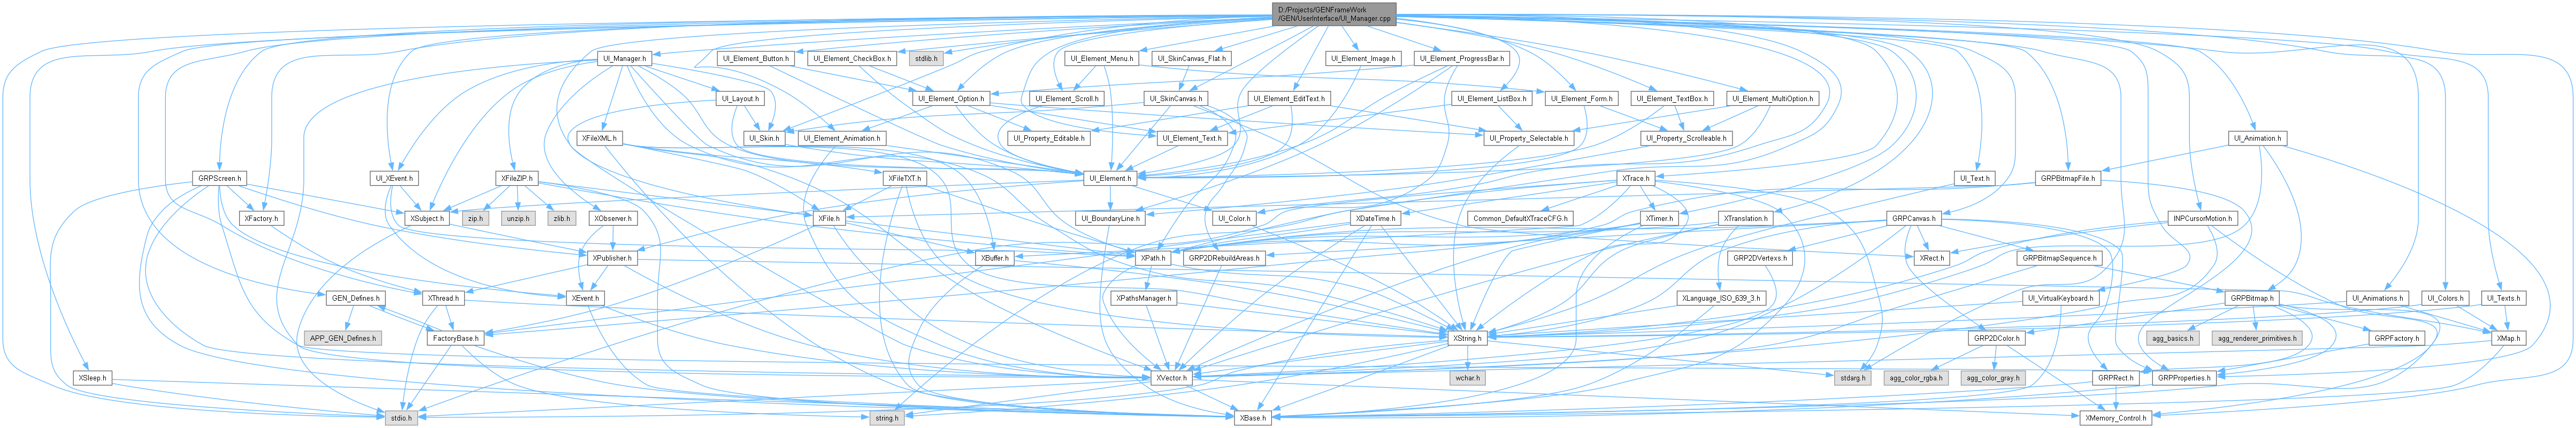 D:/Projects/GENFrameWork
/GEN/UserInterface/UI_Manager.cpp
UI_Manager.h
UI_Element_Button.h
UI_Element_CheckBox.h
stdlib.h
UI_Element_Menu.h
UI_SkinCanvas_Flat.h
UI_Element_Image.h
UI_Element_ProgressBar.h
UI_Layout.h
UI_Element_Option.h
UI_Element_Scroll.h
UI_SkinCanvas.h
UI_Element_EditText.h
UI_Element_ListBox.h
UI_Element_Form.h
UI_Element_TextBox.h
UI_Element_MultiOption.h
XFileXML.h
UI_Skin.h
UI_Element_Animation.h
UI_Property_Editable.h
UI_Element_Text.h
UI_Property_Selectable.h
UI_Property_Scrolleable.h
UI_Animation.h
GRPScreen.h
UI_XEvent.h
XFileZIP.h
XFileTXT.h
UI_Element.h
XTrace.h
UI_Text.h
GRPBitmapFile.h
XFactory.h
XSubject.h
zip.h
unzip.h
zlib.h
XObserver.h
XFile.h
UI_BoundaryLine.h
UI_Color.h
XDateTime.h
Common_DefaultXTraceCFG.h
XTimer.h
XTranslation.h
GRPCanvas.h
INPCursorMotion.h
XPublisher.h
XBuffer.h
XPath.h
GRP2DRebuildAreas.h
GRP2DVertexs.h
XRect.h
GRPBitmapSequence.h
GEN_Defines.h
XThread.h
XEvent.h
XPathsManager.h
XLanguage_ISO_639_3.h
UI_VirtualKeyboard.h
GRPBitmap.h
UI_Animations.h
UI_Colors.h
UI_Texts.h
APP_GEN_Defines.h
FactoryBase.h
XString.h
GRP2DColor.h
agg_basics.h
agg_renderer_primitives.h
GRPFactory.h
XMap.h
XSleep.h
XVector.h
wchar.h
stdarg.h
agg_color_rgba.h
agg_color_gray.h
GRPRect.h
GRPProperties.h
stdio.h
string.h
XBase.h
XMemory_Control.h